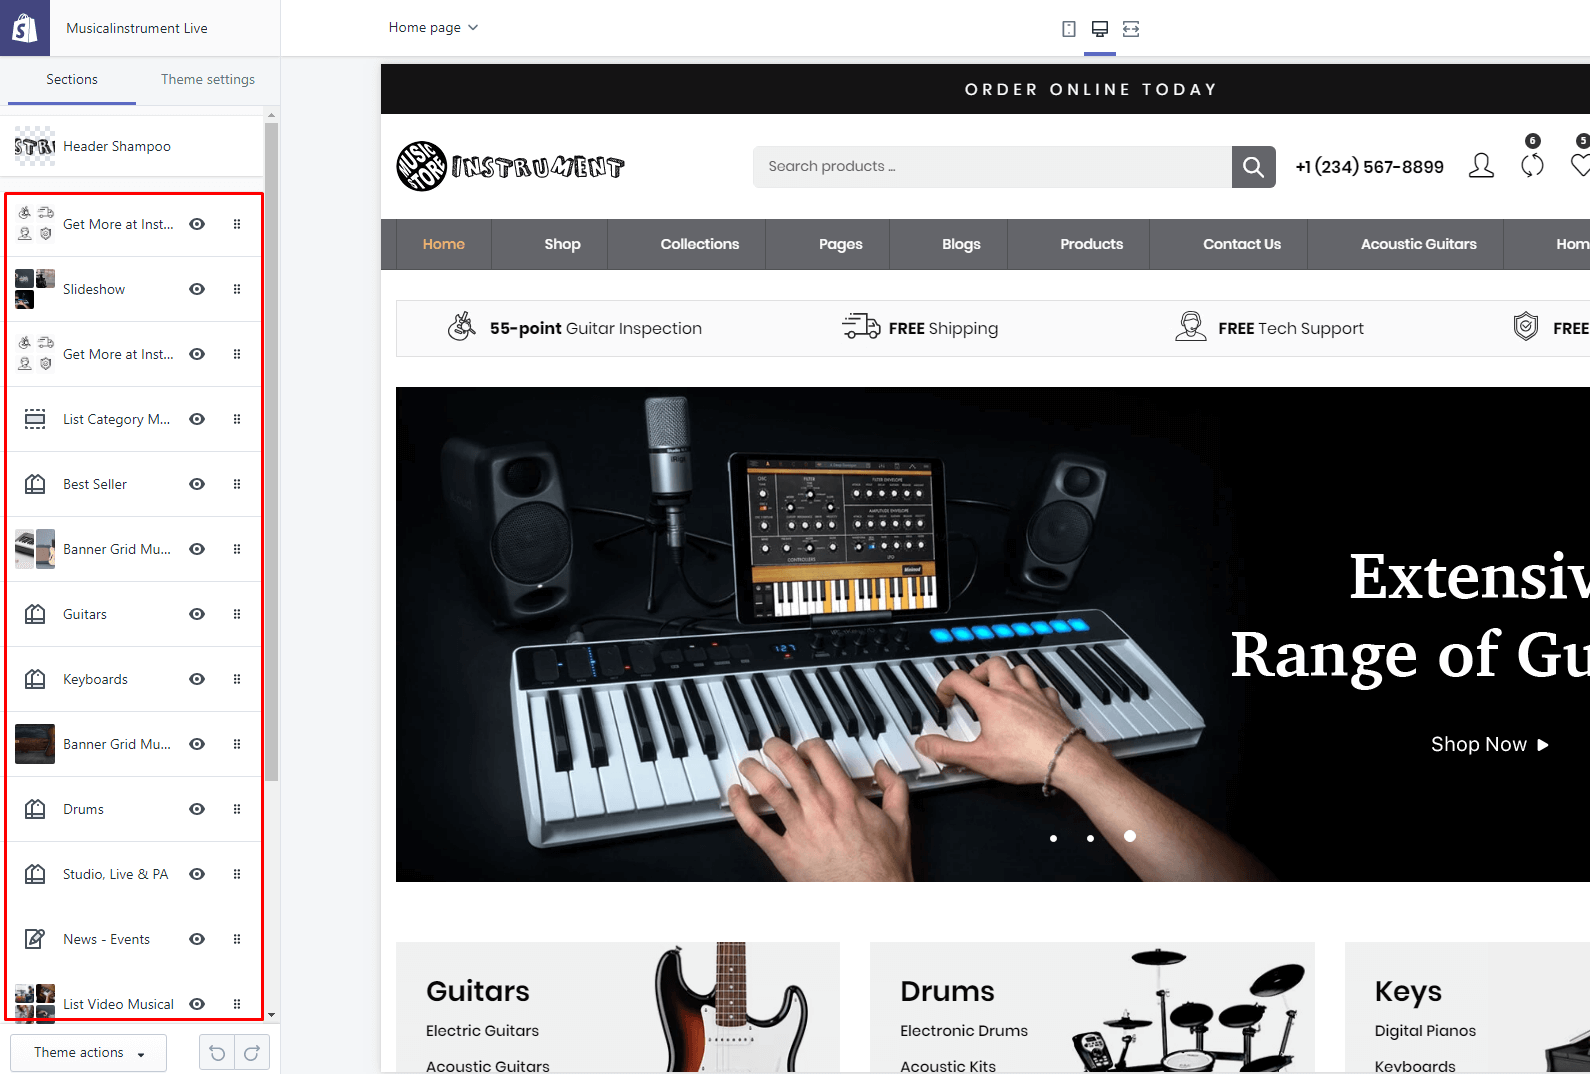 Musicalinstrument Live
Home page
Sections
Theme settings
Header Shampoo
Get More at Inst...
Slideshow
Get More at Inst...
List Category M...
Best Seller
Banner Grid Mu...
Guitars
Keyboards
Banner Grid Mu...
Drums
Studio, Live & PA
News - Events
List Video Musical
Theme actions
ORDER ONLINE TODAY
MUSIC STORE INSTRUMENT
Search products ...
+1 (234) 567-8899
6
5
Home Shop Collections Pages Blogs Products Contact Us Acoustic Guitars Hom
55-point Guitar Inspection
FREE Shipping
FREE Tech Support
FREE
Extensiv
Range of Gu
Shop Now
Guitars
Electric Guitars
Acoustic Guitars
Drums
Electronic Drums
Acoustic Kits
Keys
Digital Pianos
Keyboards